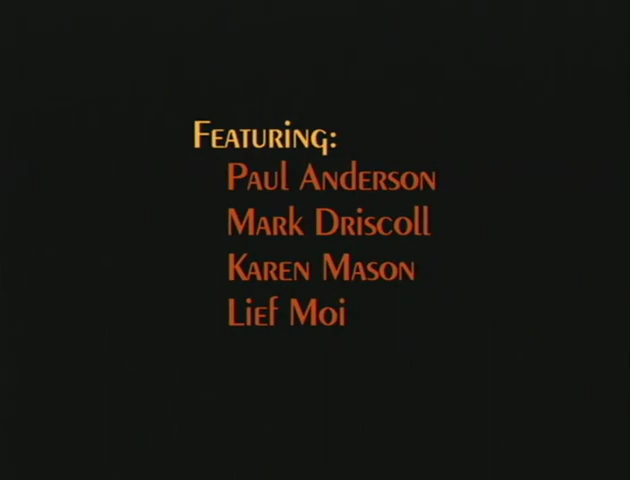 Featuring:
Paul Anderson
Mark Driscoll
Karen Mason
Lief Moi